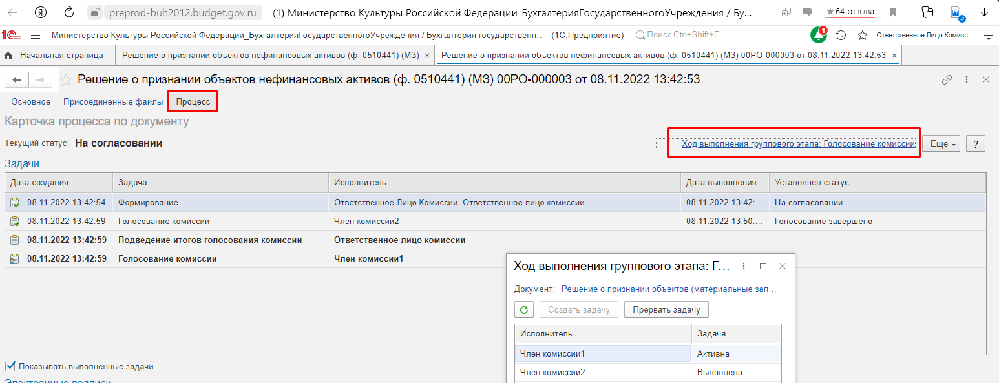 preprod-buh2012.budget.gov.ru (1) Министерство Культуры Российской Федерации_БухгалтерияГосударственногоУчреждения / Бу... 64 отзыва
1С Министерство Культуры Российской Федерации_БухгалтерияГосударственногоУчреждения / Бухгалтерия государственн... (1С:Предприятие) Поиск Ctrl+Shift+F 1 Ответственное Лицо Комисс...
Начальная страница Решение о признании объектов нефинансовых активов (ф. 0510441) (МЗ) × Решение о признании объектов нефинансовых активов (ф. 0510441) (МЗ) 00РО-000003 от 08.11.2022 13:42:53 ×
Решение о признании объектов нефинансовых активов (ф. 0510441) (МЗ) 00РО-000003 от 08.11.2022 13:42:53
Основное Присоединенные файлы Процесс
Карточка процесса по документу
Текущий статус: На согласовании Ход выполнения группового этапа: Голосование комиссии Еще ?
Задачи
Дата создания Задача Исполнитель Дата выполнения Установлен статус
08.11.2022 13:42:54 Формирование Ответственное Лицо Комиссии, Ответственное лицо комиссии 08.11.2022 13:42:... На согласовании
08.11.2022 13:42:59 Голосование комиссии Член комиссии2 08.11.2022 13:50:... Голосование завершено
08.11.2022 13:42:59 Подведение итогов голосования комиссии Ответственное лицо комиссии
08.11.2022 13:42:59 Голосование комиссии Член комиссии1
Ход выполнения группового этапа: Г...
Документ: Решение о признании объектов (материальные зап...
Создать задачу Прервать задачу
Исполнитель Задача
Член комиссии1 Активна
Член комиссии2 Выполнена
Показывать выполненные задачи
Электронные подписи